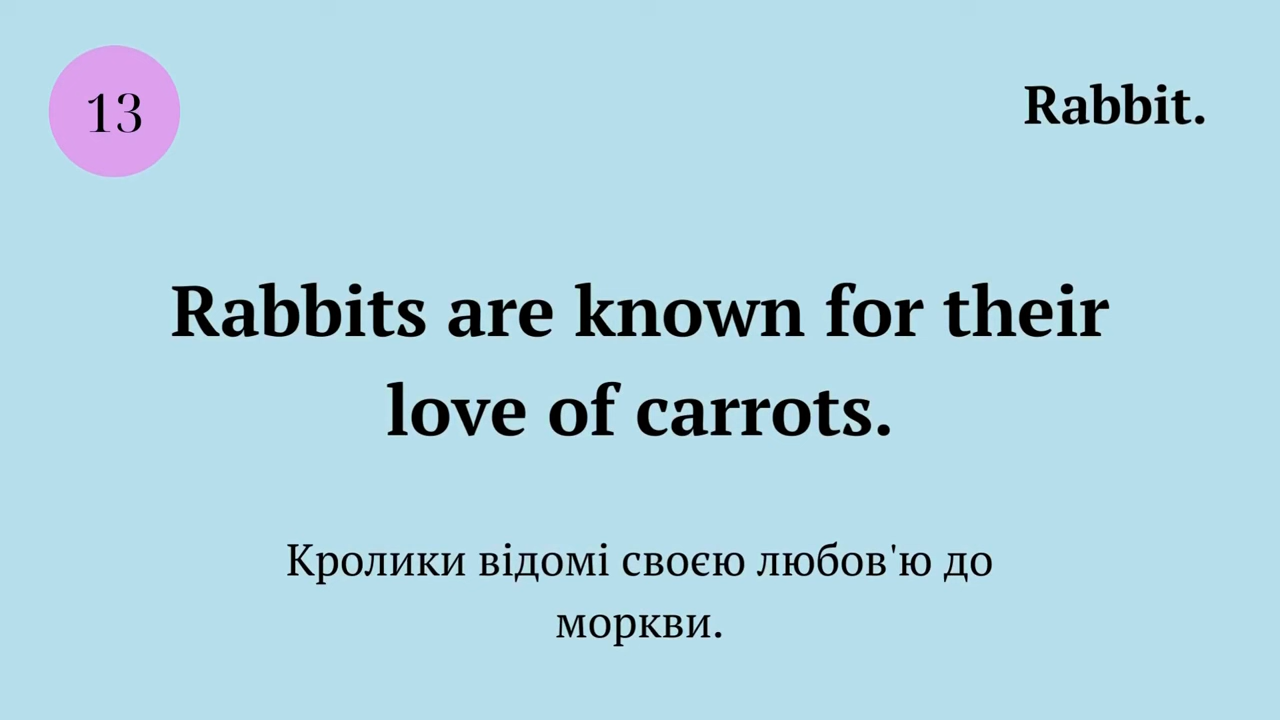 13
Rabbit.
Rabbits are known for their
love of carrots.
Кролики відомі своєю любов'ю до
моркви.